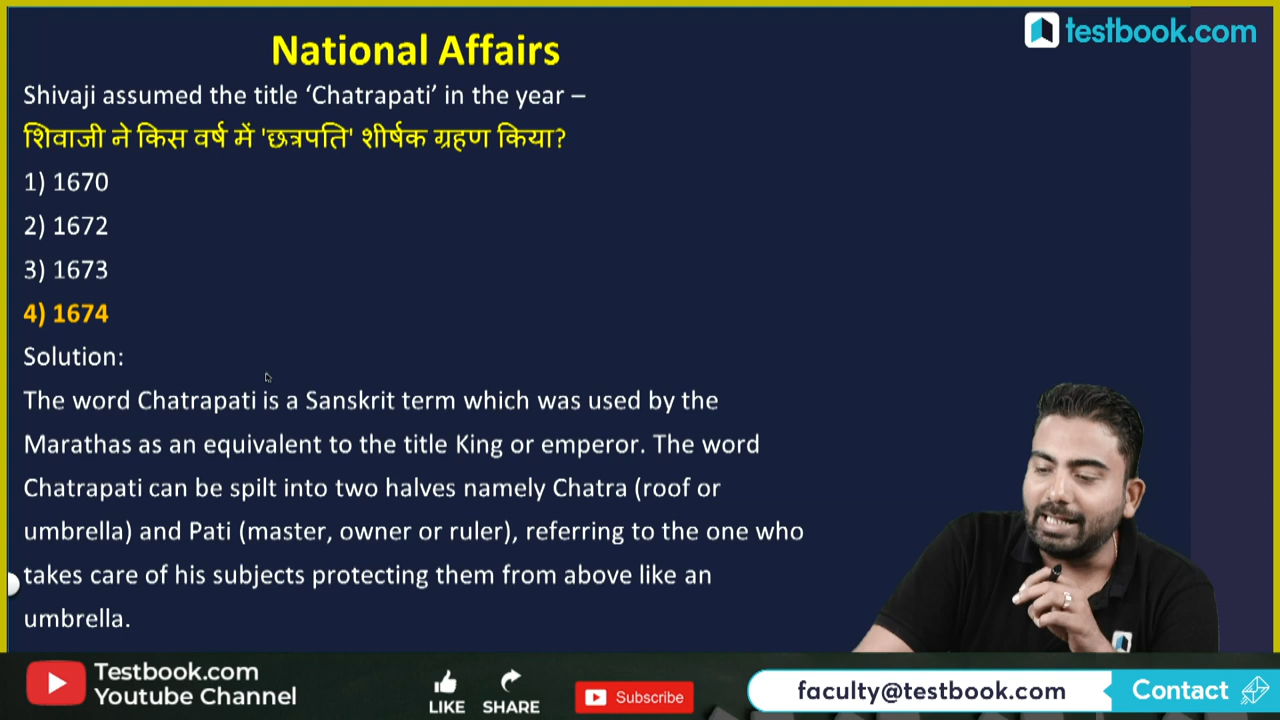 National Affairs
testbook.com
Shivaji assumed the title ‘Chatrapati’ in the year –
शिवाजी ने किस वर्ष में 'छत्रपति' शीर्षक ग्रहण किया?
1) 1670
2) 1672
3) 1673
4) 1674
Solution:
The word Chatrapati is a Sanskrit term which was used by the
Marathas as an equivalent to the title King or emperor. The word
Chatrapati can be spilt into two halves namely Chatra (roof or
umbrella) and Pati (master, owner or ruler), referring to the one who
takes care of his subjects protecting them from above like an
umbrella.
Testbook.com
Youtube Channel
LIKE
SHARE
Subscribe
faculty@testbook.com
Contact